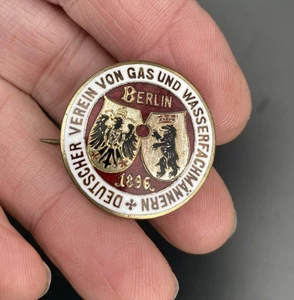 DEUTSCHER VEREIN VON GAS UND WASSERFACHMÄNNERN
BERLIN
1896